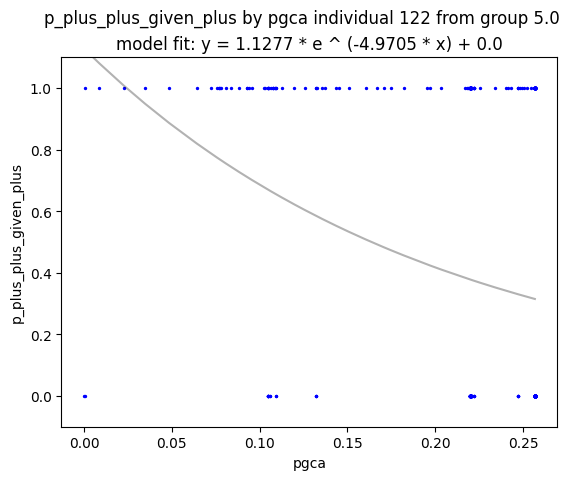 p_plus_plus_given_plus by pgca individual 122 from group 5.0
model fit: y = 1.1277 * e ^ (-4.9705 * x) + 0.0
1.0
0.8
0.6
0.4
0.2
0.0
p_plus_plus_given_plus
0.00 0.05 0.10 0.15 0.20 0.25
pgca